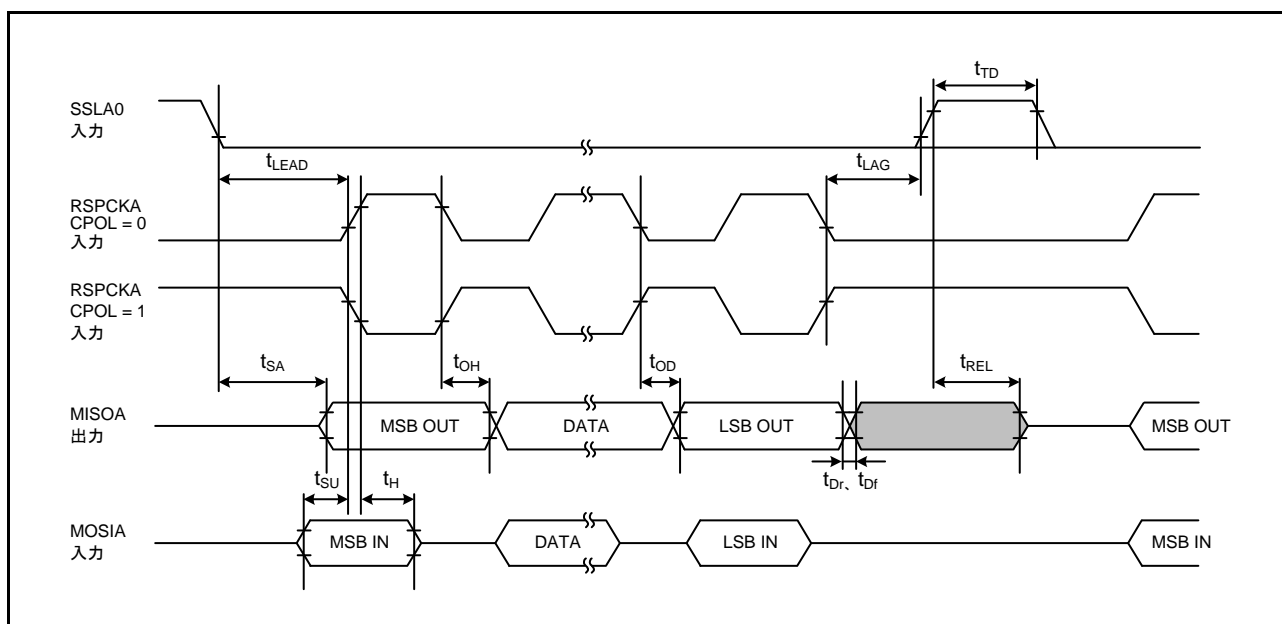 SSLA0
入力
tTD
tLEAD
tLAG
RSPCKA
CPOL = 0
入力
RSPCKA
CPOL = 1
入力
tSA
tOH
tOD
tREL
MISOA
出力
MSB OUT
DATA
LSB OUT
MSB OUT
tSU
tH
tDr、tDf
MOSIA
入力
MSB IN
DATA
LSB IN
MSB IN